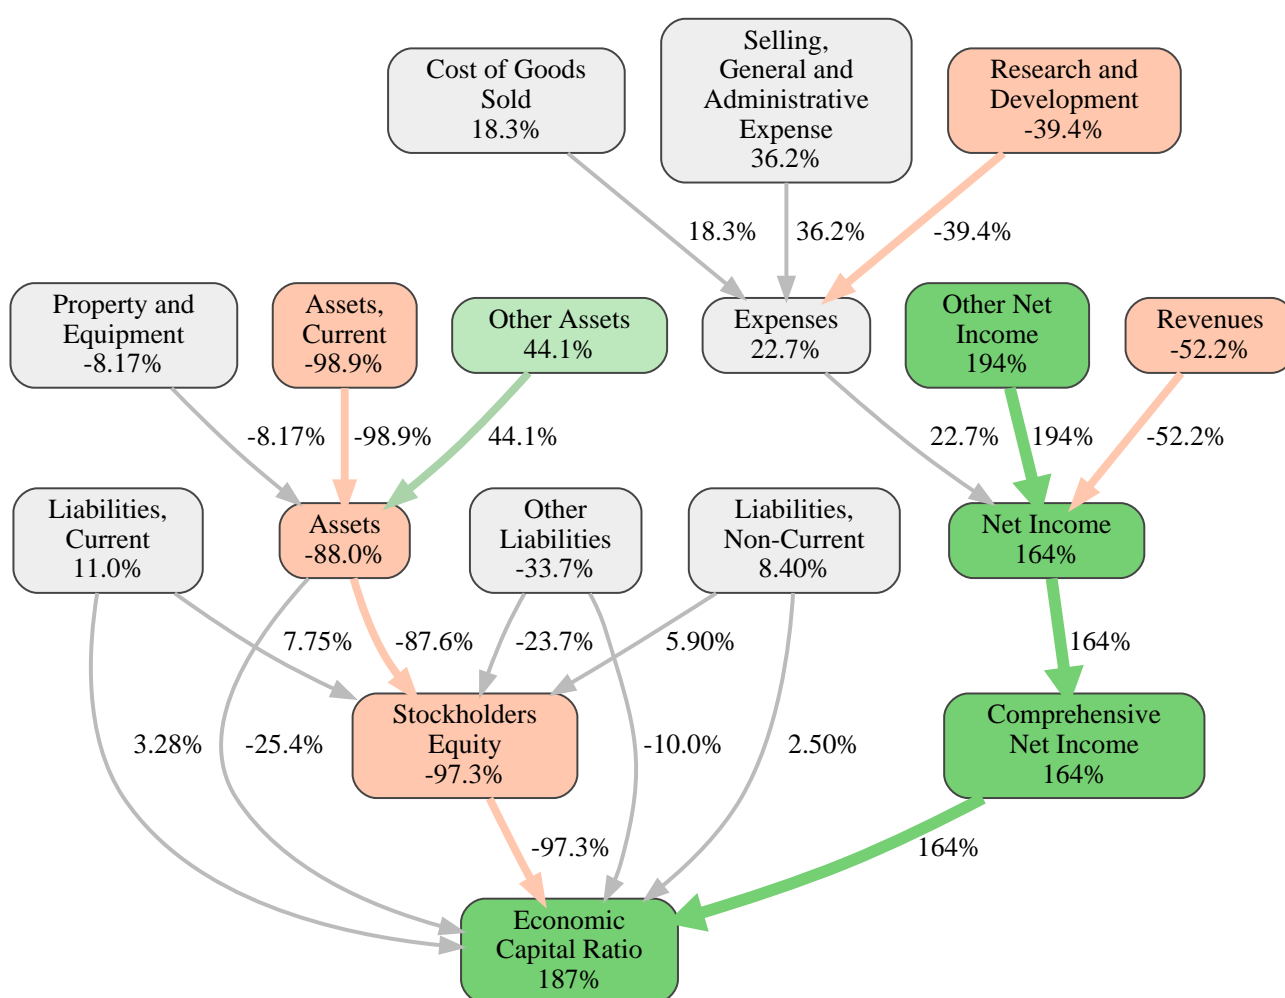 Cost of Goods
Sold
18.3%
Selling,
General and
Administrative
Expense
36.2%
Research and
Development
-39.4%
18.3%
36.2%
-39.4%
Property and
Equipment
-8.17%
Assets,
Current
-98.9%
Other Assets
44.1%
Expenses
22.7%
Other Net
Income
194%
Revenues
-52.2%
-8.17%
-98.9%
44.1%
22.7%
194%
-52.2%
Liabilities,
Current
11.0%
Assets
-88.0%
Other
Liabilities
-33.7%
Liabilities,
Non-Current
8.40%
Net Income
164%
7.75%
-87.6%
-23.7%
5.90%
164%
3.28%
-25.4%
Stockholders
Equity
-97.3%
-10.0%
2.50%
Comprehensive
Net Income
164%
-97.3%
164%
Economic
Capital Ratio
187%